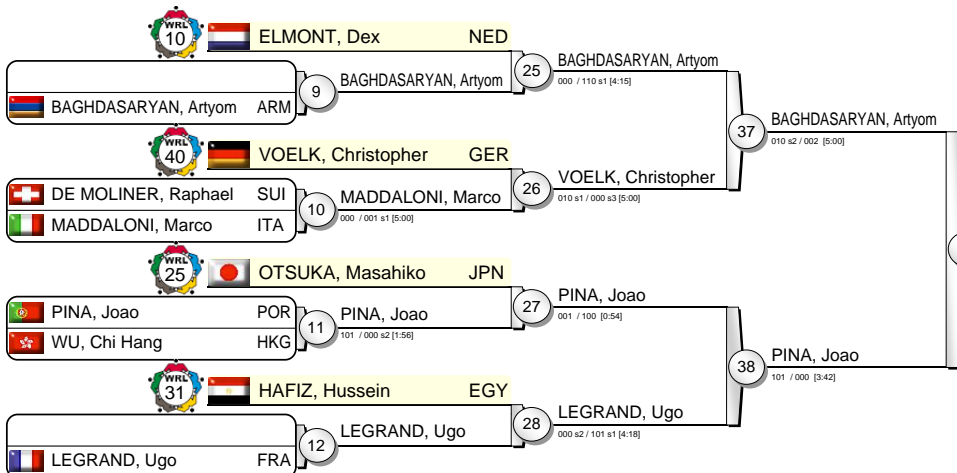 WRL
10
ELMONT, Dex NED
BAGHDASARYAN, Artyom
25
000 / 110 s1 [4:15]
BAGHDASARYAN, Artyom
9
BAGHDASARYAN, Artyom ARM
BAGHDASARYAN, Artyom
37
010 s2 / 002 [5:00]
WRL
40
VOELK, Christopher GER
VOELK, Christopher
26
010 s1 / 000 s3 [5:00]
DE MOLINER, Raphael SUI
MADDALONI, Marco
10
000 / 001 s1 [5:00]
MADDALONI, Marco ITA
WRL
25
OTSUKA, Masahiko JPN
PINA, Joao
27
001 / 100 [0:54]
PINA, Joao POR
PINA, Joao
11
101 / 000 s2 [1:56]
WU, Chi Hang HKG
PINA, Joao
38
101 / 000 [3:42]
WRL
31
HAFIZ, Hussein EGY
LEGRAND, Ugo
28
000 s2 / 101 s1 [4:18]
LEGRAND, Ugo
12
LEGRAND, Ugo FRA